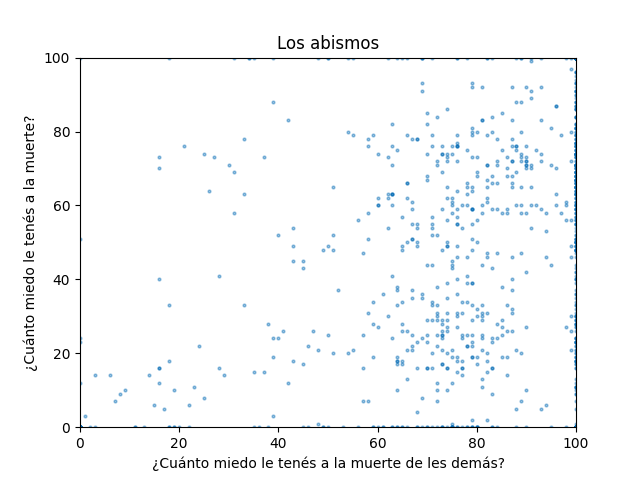 Los abismos
¿Cuánto miedo le tenés a la muerte?
100
80
60
40
20
0
0 20 40 60 80 100
¿Cuánto miedo le tenés a la muerte de les demás?